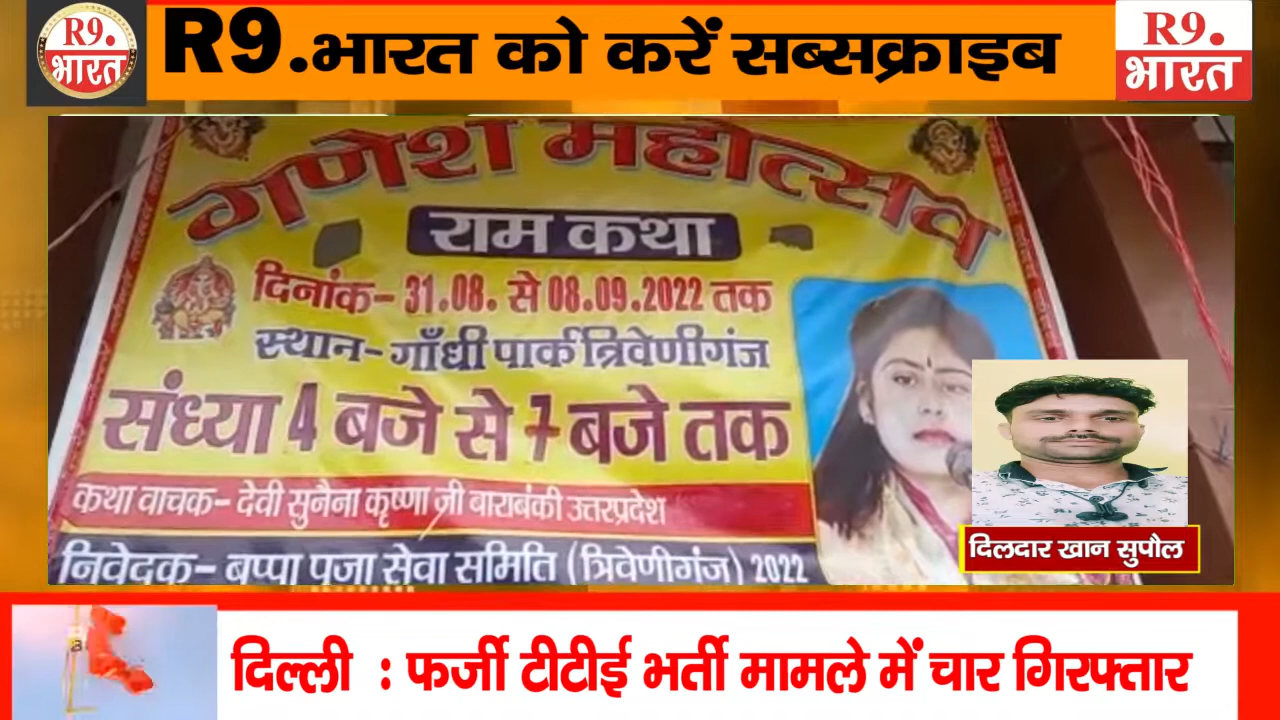 R9.
भारत
R9.भारत को करें सब्सक्राइब
R9.
भारत
गणेश महोत्सव
राम कथा
दिनांक- 31.08. से 08.09.2022 तक
स्थान- गाँधी पार्क त्रिवेणीगंज
संध्या 4 बजे से 7 बजे तक
कथा वाचक- देवी सुनैना कृष्णा जी बाराबंकी उत्तरप्रदेश
निवेदक- बप्पा पूजा सेवा समिति (त्रिवेणीगंज) 2022
दिलदार खान सुपौल
दिल्ली : फर्जी टीटीई भर्ती मामले में चार गिरफ्तार